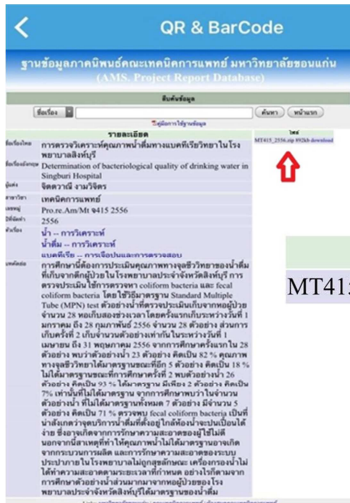 QR & BarCode
ฐานข้อมูลภาคนิพนธ์คณะเทคนิคการแพทย์ มหาวิทยาลัยขอนแก่น
(AMS. Project Report Database)
สืบค้นข้อมูล
ชื่อเรื่อง
ค้นหา หน้าแรก
คู่มือการใช้ฐานข้อมูล
รายละเอียด
ไฟล์
ชื่อเรื่องไทย การตรวจวิเคราะห์คุณภาพน้ำดื่มทางแบคทีเรียวิทยาในโรง
พยาบาลสิงห์บุรี
MT415_2556.zip 892kb download
ชื่อเรื่องอังกฤษ Determination of bacteriological quality of drinking water in
Singburi Hospital
ผู้แต่ง จิตตวาณี งามวิจิตร
สาขาวิชา เทคนิคการแพทย์
เลขหมู่ Pro.re.Am/Mt จ415 2556
ปีที่พิมพ์ 2556
หัวเรื่อง น้ำ -- การวิเคราะห์
น้ำดื่ม -- การวิเคราะห์
แบคทีเรีย -- การเจือปนและการตรวจสอบ
บทคัดย่อ การศึกษานี้ต้องการประเมินคุณภาพทางจุลชีววิทยาของน้ำดื่ม
ที่เก็บจากตึกผู้ป่วยในโรงพยาบาลประจำจังหวัดสิงห์บุรี การ
ตรวจประเมิน ใช้การตรวจหา coliform bacteria และ fecal
coliform bacteria โดยใช้วิธีมาตรฐาน Standard Multiple
Tube (MPN) test ตัวอย่างน้ำที่ตรวจประเมินเก็บจากหอผู้ป่วย
จำนวน 28 หอเก็บสองช่วงเวลาโดยครั้งแรกเก็บระหว่างวันที่ 1
มกราคม ถึง 28 กุมภาพันธ์ 2556 จำนวน 28 ตัวอย่าง ส่วนการ
เก็บครั้งที่ 2 เก็บจำนวนตัวอย่างเท่ากันในระหว่างวันที่ 1
เมษายน ถึง 31 พฤษภาคม 2556 จากการศึกษาครั้งแรกใน 28
ตัวอย่าง พบว่าตัวอย่างน้ำ 23 ตัวอย่าง คิดเป็น 82 % คุณภาพ
ทางจุลชีววิทยาได้มาตรฐานขณะที่อีก 5 ตัวอย่าง คิดเป็น 18 %
ไม่ได้มาตรฐานขณะที่การศึกษาครั้งที่ 2 พบตัวอย่างน้ำ 26
ตัวอย่าง คิดเป็น 93 % ได้มาตรฐาน มีเพียง 2 ตัวอย่าง คิดเป็น
7% เท่านั้นที่ไม่ได้มาตรฐาน จากการศึกษาพบว่าในจำนวน
ตัวอย่างน้ำ ที่ไม่ได้มาตรฐานทั้งหมด 7 ตัวอย่าง มีจำนวน 5
ตัวอย่าง คิดเป็น 71 % ตรวจพบ fecal coliform bacteria เป็นที่
น่าสังเกตว่าจุดบริการน้ำดื่มที่ตั้งอยู่ใกล้ห้องน้ำจะปนเปื้อนได้
ง่าย ซึ่งอาจเกิดจากการรักษาความสะอาดของผู้ใช้ไม่ดี
นอกจากนี้สาเหตุที่ทำให้คุณภาพน้ำไม่ได้มาตรฐานอาจเกิด
จากกระบวนการผลิต และการรักษาความสะอาดของระบบ
ประปาภายในโรงพยาบาลไม่ถูกสุขลักษณะ เครื่องกรองน้ำไม่
ได้ทำความสะอาดตามระยะเวลาที่กำหนด อย่างไรก็ตามจาก
การศึกษาตัวอย่างน้ำส่วนมากมาจากหอผู้ป่วยของโรง
พยาบาลประจำจังหวัดสิงห์บุรีได้มาตรฐานของน้ำดื่ม
MT415